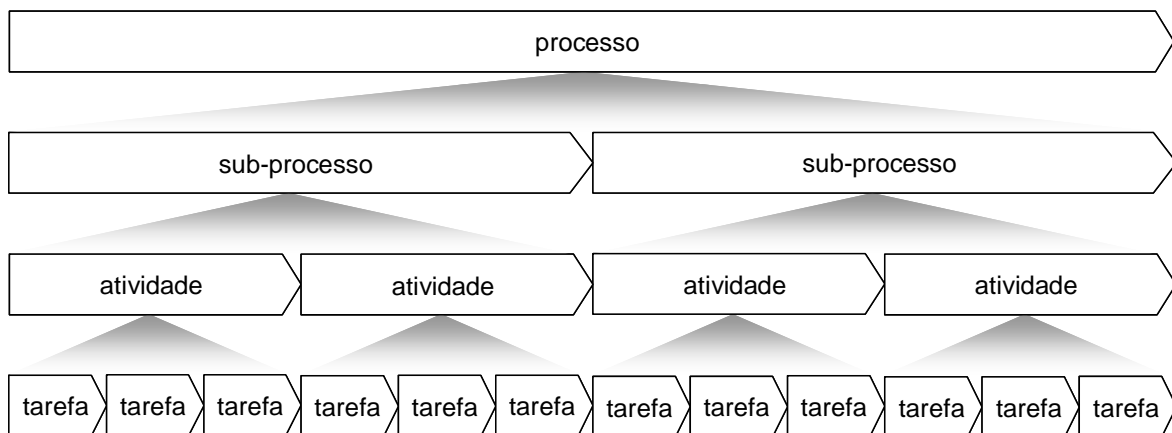 processo
sub-processo sub-processo
atividade atividade atividade atividade
tarefa tarefa tarefa tarefa tarefa tarefa tarefa tarefa tarefa tarefa tarefa tarefa